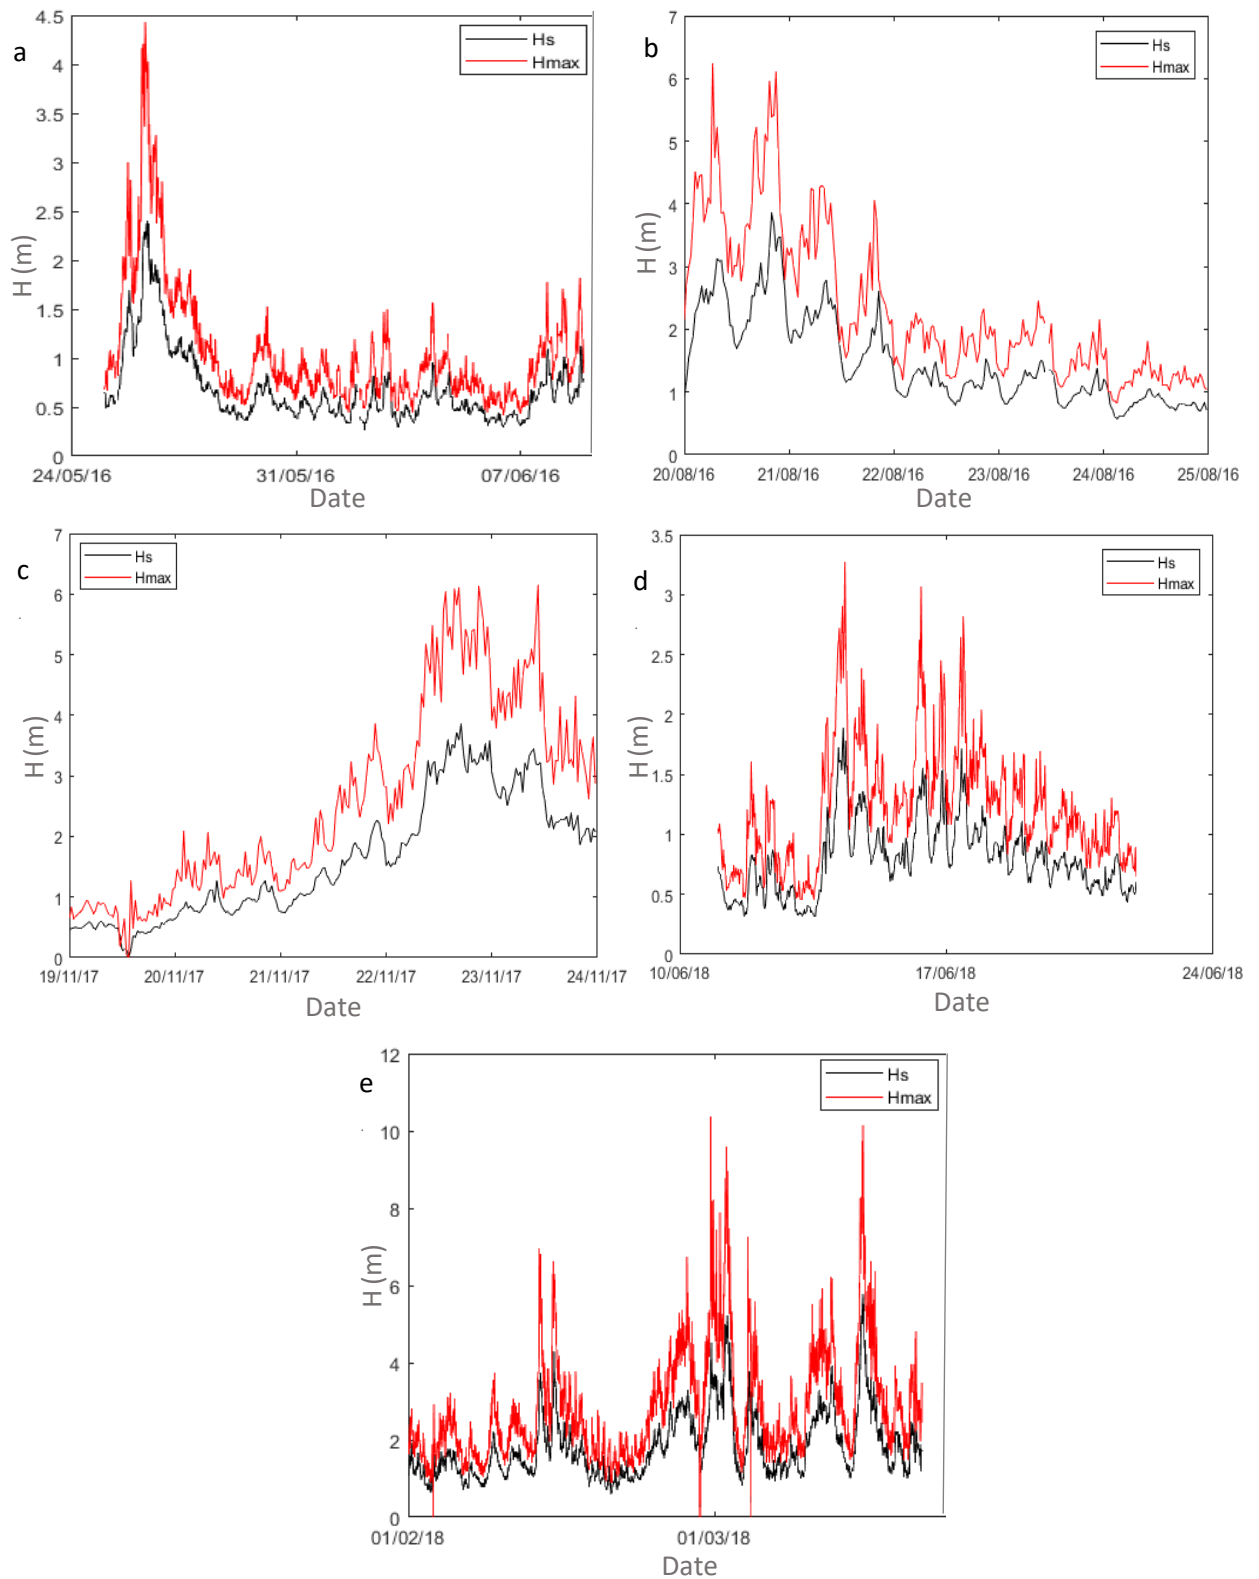 a
4.5
4
3.5
3
2.5
2
1.5
1
0.5
0
H (m)
Hs
Hmax
24/05/16 31/05/16 07/06/16
Date
b
7
6
5
4
3
2
1
0
H (m)
Hs
Hmax
20/08/16 21/08/16 22/08/16 23/08/16 24/08/16 25/08/16
Date
c
7
6
5
4
3
2
1
0
H (m)
Hs
Hmax
19/11/17 20/11/17 21/11/17 22/11/17 23/11/17 24/11/17
Date
d
3.5
3
2.5
2
1.5
1
0.5
0
H (m)
Hs
Hmax
10/06/18 17/06/18 24/06/18
Date
e
12
10
8
6
4
2
0
H (m)
Hs
Hmax
01/02/18 01/03/18
Date